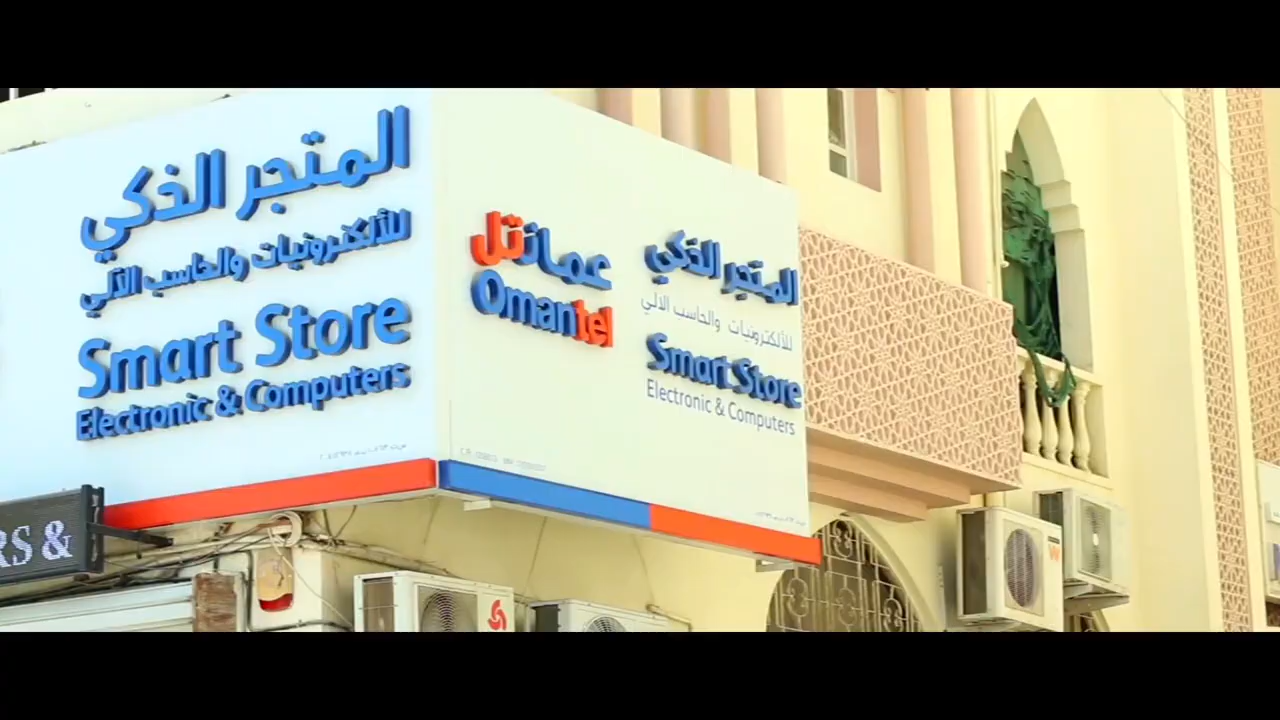 المتجر الذكي
للألكترونيات والحاسب الآلي
Smart Store
Electronic & Computers
عمانتل
Omantel
المتجر الذكي
للألكترونيات والحاسب الالي
Smart Store
Electronic & Computers
RS &